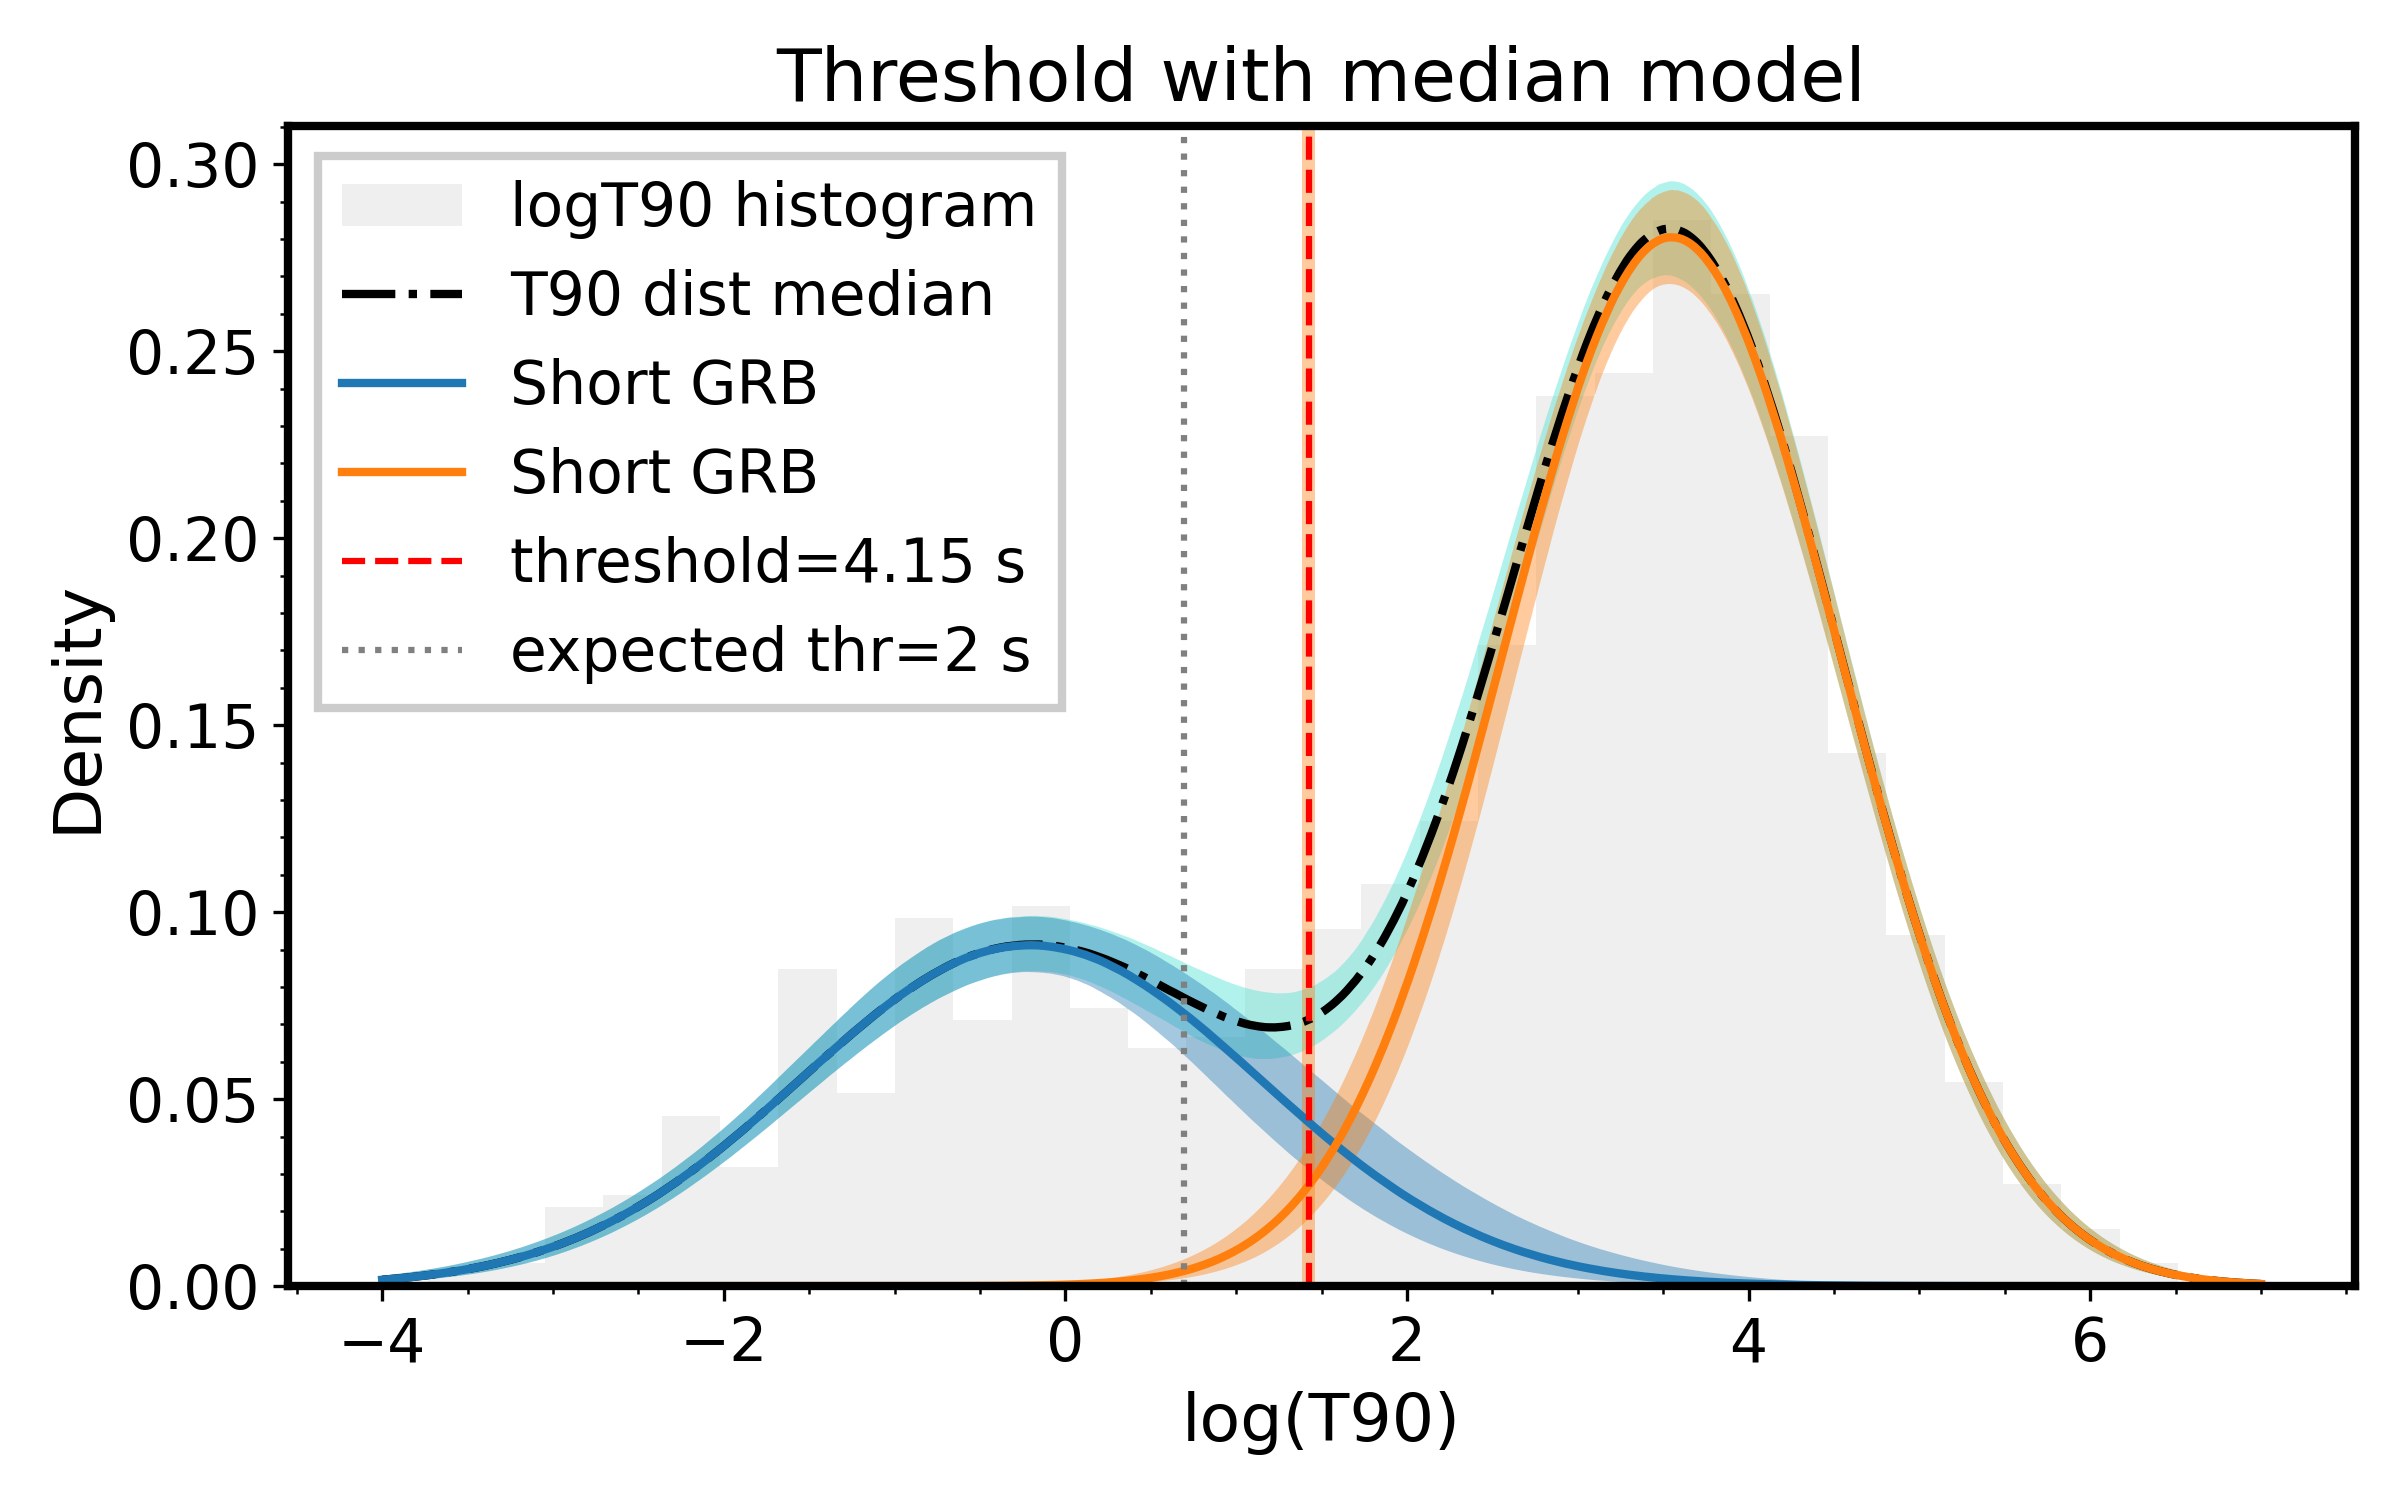 Threshold with median model
0.30
0.25
0.20
0.15
0.10
0.05
0.00
Density
logT90 histogram
T90 dist median
Short GRB
Short GRB
threshold=4.15 s
expected thr=2 s
−4 −2 0 2 4 6
log(T90)